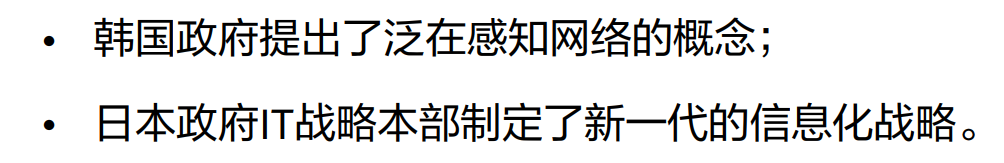 • 韩国政府提出了泛在感知网络的概念；
• 日本政府IT战略本部制定了新一代的信息化战略。